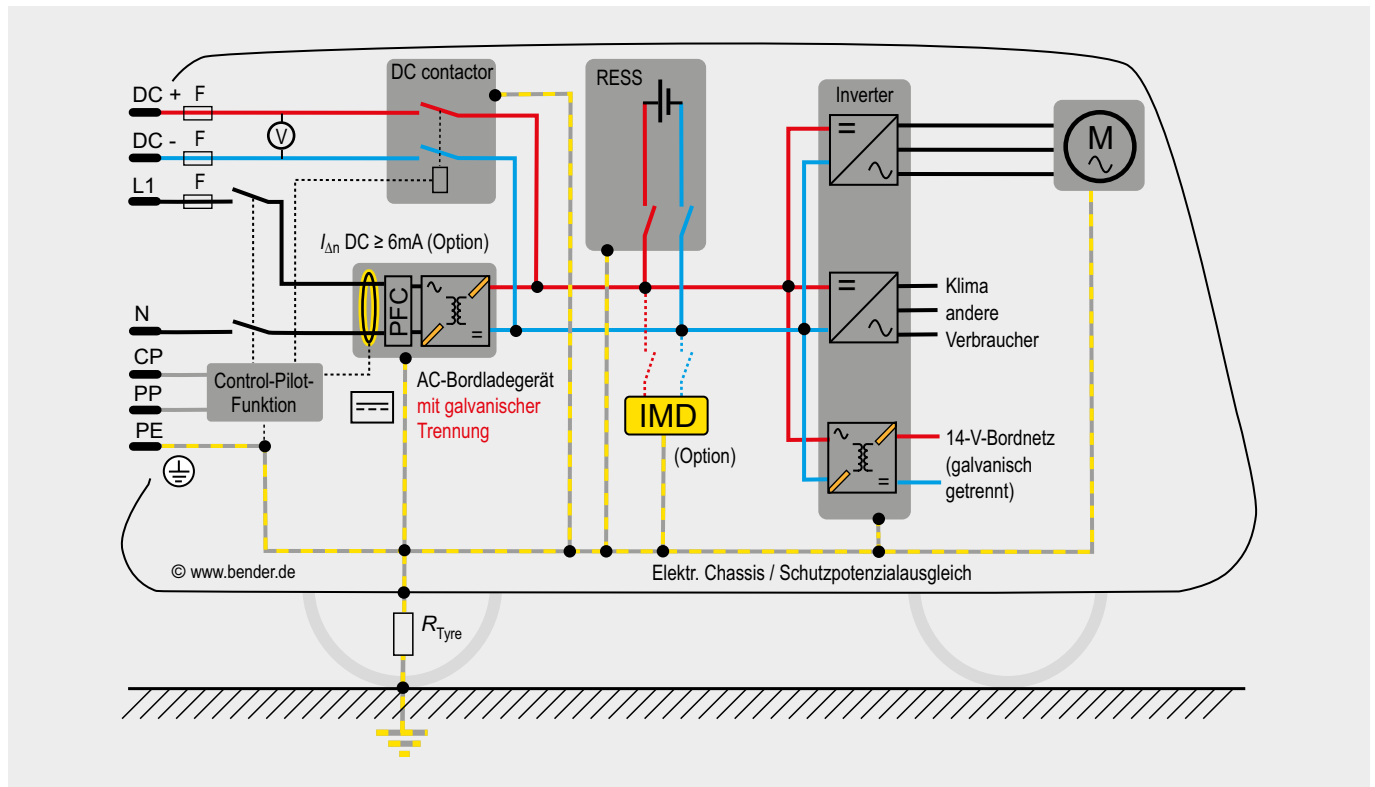 DC contactor
RESS
Inverter
DC + F
DC - F
V
M
L1 F
I∆n DC ≥ 6mA (Option)
PFC
N
Klima
andere
Verbraucher
CP
PP
PE
Control-Pilot-
Funktion
AC-Bordladegerät
mit galvanischer
Trennung
IMD
(Option)
14-V-Bordnetz
(galvanisch
getrennt)
© www.bender.de
Elektr. Chassis / Schutzpotenzialausgleich
RTyre